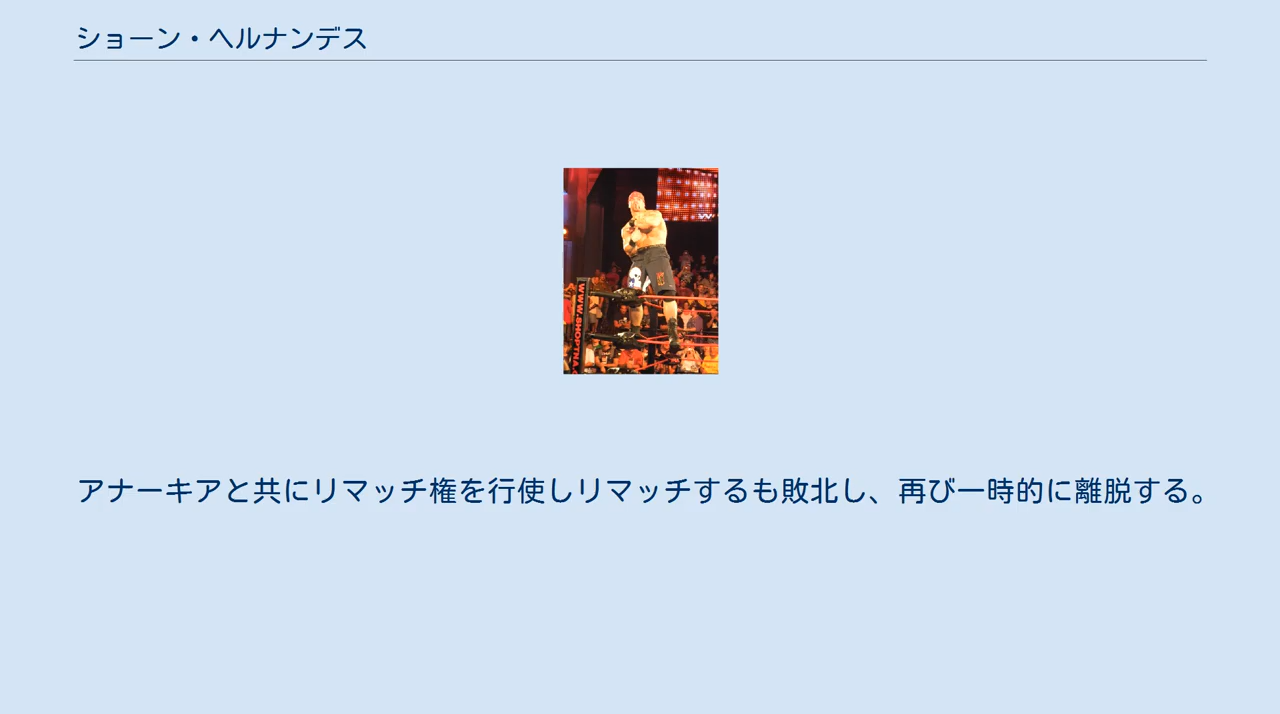 ショーン・ヘルナンデス
WWW.SHOPTNA.
アナーキアと共にリマッチ権を行使しリマッチするも敗北し、再び一時的に離脱する。